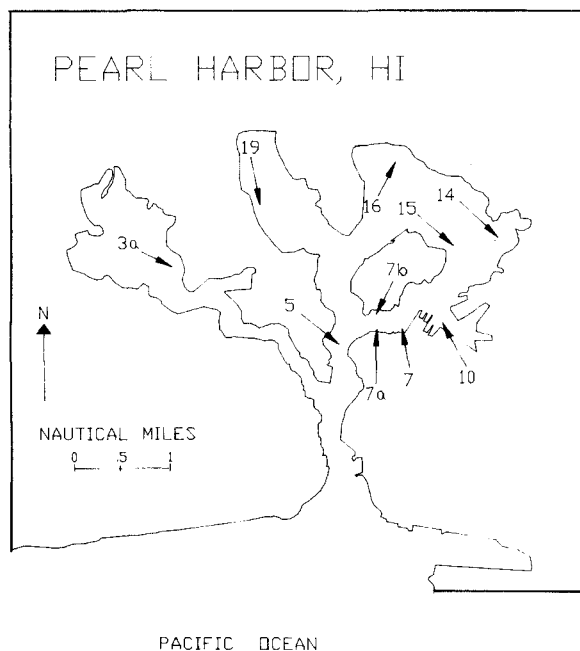 PEARL HARBOR, HI
19
16
15
14
3a
7b
5
N
7a
7
10
NAUTICAL MILES
0 .5 1
PACIFIC OCEAN